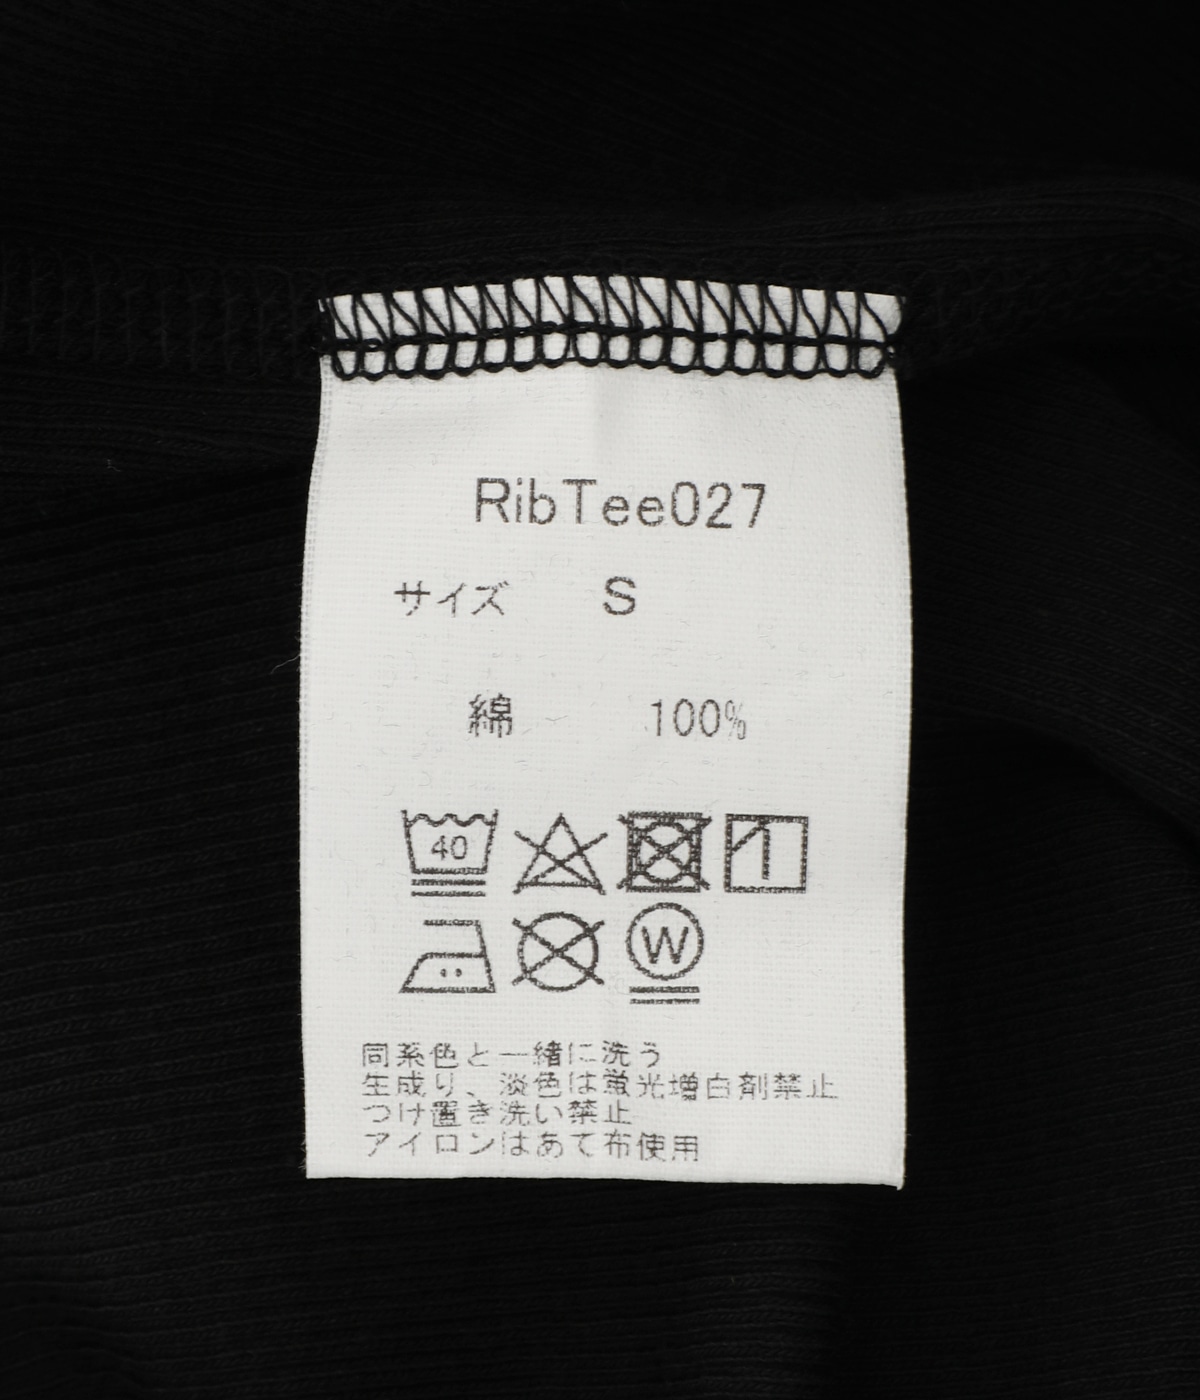 RibTee027
サイズ S
綿 100%
40
W
同系色と一緒に洗う
生成り、淡色は蛍光増白剤禁止
つけ置き洗い禁止
アイロンはあて布使用